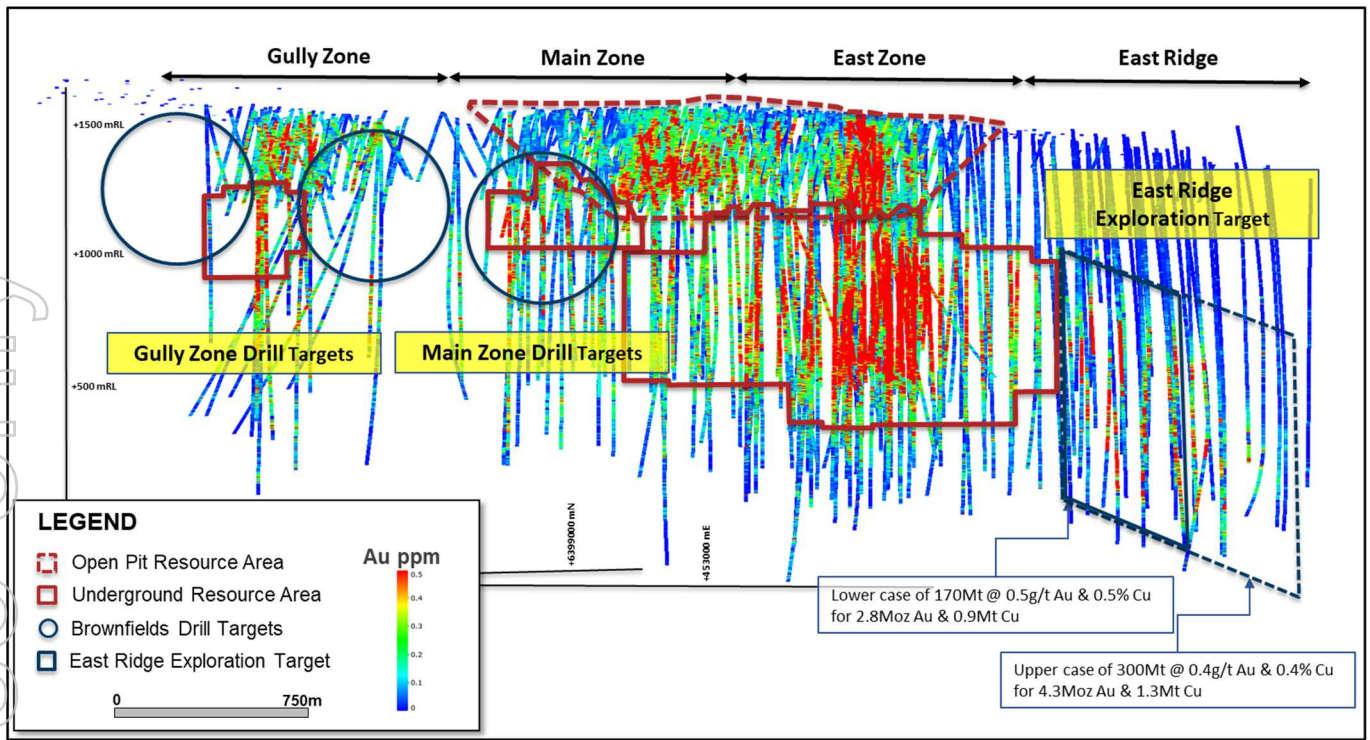 Gully Zone
Main Zone
East Zone
East Ridge
+1500 mRL
+1000 mRL
+500 mRL
East Ridge
Exploration Target
Gully Zone Drill Targets
Main Zone Drill Targets
+6399000 mN
+453000 mE
LEGEND
Open Pit Resource Area
Underground Resource Area
Brownfields Drill Targets
East Ridge Exploration Target
0
750m
Au ppm
0.5
0.4
0.3
0.2
0.1
0
Lower case of 170Mt @ 0.5g/t Au & 0.5% Cu
for 2.8Moz Au & 0.9Mt Cu
Upper case of 300Mt @ 0.4g/t Au & 0.4% Cu
for 4.3Moz Au & 1.3Mt Cu